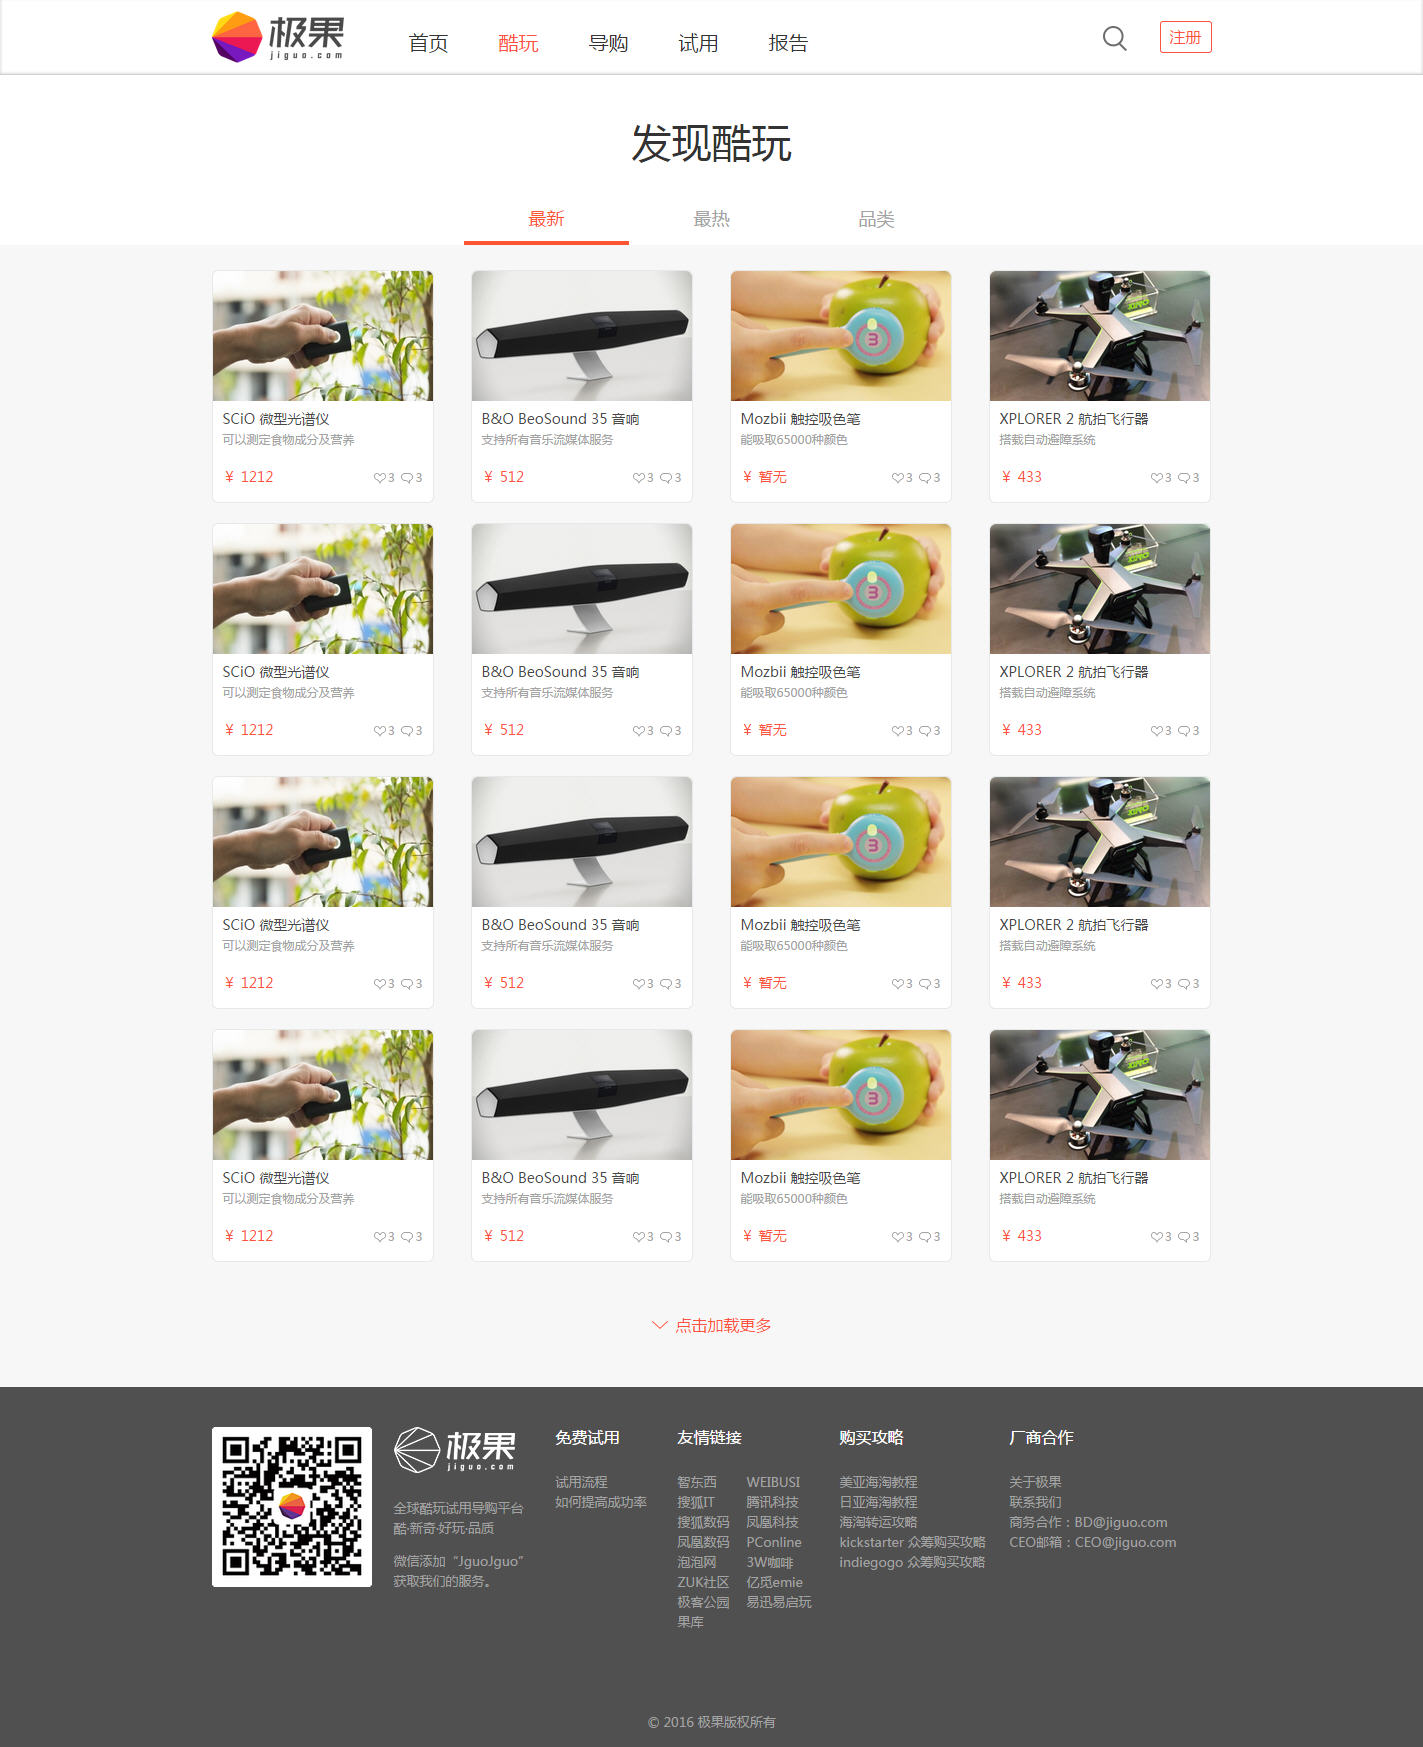 极果
jiguo.com
首页 酷玩 导购 试用 报告
注册
发现酷玩
最新 最热 品类
SCiO 微型光谱仪
可以测定食物成分及营养
¥ 1212 3 3
B&O BeoSound 35 音响
支持所有音乐流媒体服务
¥ 512 3 3
Mozbii 触控吸色笔
能吸取65000种颜色
¥ 暂无 3 3
XPLORER 2 航拍飞行器
搭载自动避障系统
¥ 433 3 3
SCiO 微型光谱仪
可以测定食物成分及营养
¥ 1212 3 3
B&O BeoSound 35 音响
支持所有音乐流媒体服务
¥ 512 3 3
Mozbii 触控吸色笔
能吸取65000种颜色
¥ 暂无 3 3
XPLORER 2 航拍飞行器
搭载自动避障系统
¥ 433 3 3
SCiO 微型光谱仪
可以测定食物成分及营养
¥ 1212 3 3
B&O BeoSound 35 音响
支持所有音乐流媒体服务
¥ 512 3 3
Mozbii 触控吸色笔
能吸取65000种颜色
¥ 暂无 3 3
XPLORER 2 航拍飞行器
搭载自动避障系统
¥ 433 3 3
SCiO 微型光谱仪
可以测定食物成分及营养
¥ 1212 3 3
B&O BeoSound 35 音响
支持所有音乐流媒体服务
¥ 512 3 3
Mozbii 触控吸色笔
能吸取65000种颜色
¥ 暂无 3 3
XPLORER 2 航拍飞行器
搭载自动避障系统
¥ 433 3 3
点击加载更多
极果
jiguo.com
全球酷玩试用导购平台
酷·新奇·好玩·品质
微信添加“JguoJguo”
获取我们的服务。
免费试用
试用流程
如何提高成功率
友情链接
智东西 WEIBUSI
搜狐IT 腾讯科技
搜狐数码 凤凰科技
凤凰数码 PConline
泡泡网 3W咖啡
ZUK社区 亿觅emie
极客公园 易迅易启玩
果库
购买攻略
美亚海淘教程
日亚海淘教程
海淘转运攻略
kickstarter 众筹购买攻略
indiegogo 众筹购买攻略
厂商合作
关于极果
联系我们
商务合作：BD@jiguo.com
CEO邮箱：CEO@jiguo.com
© 2016 极果版权所有